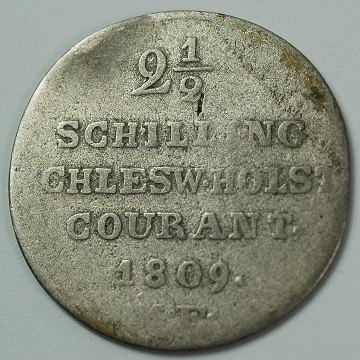 2 1/2
SCHILLING
CHLESW.HOLST
COURANT.
1809.